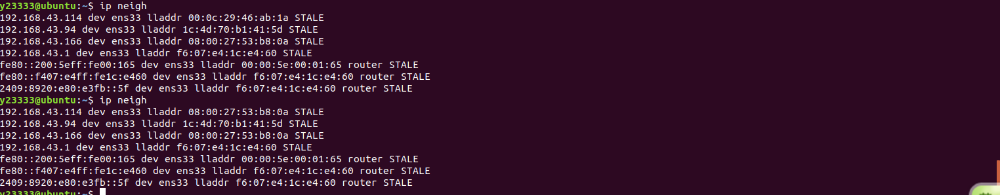 y23333@ubuntu:~$ ip neigh
192.168.43.114 dev ens33 lladdr 00:0c:29:46:ab:1a STALE
192.168.43.94 dev ens33 lladdr 1c:4d:70:b1:41:5d STALE
192.168.43.166 dev ens33 lladdr 08:00:27:53:b8:0a STALE
192.168.43.1 dev ens33 lladdr f6:07:e4:1c:e4:60 STALE
fe80::200:5eff:fe00:165 dev ens33 lladdr 00:00:5e:00:01:65 router STALE
fe80::f407:e4ff:fe1c:e460 dev ens33 lladdr f6:07:e4:1c:e4:60 router STALE
2409:8920:e80:e3fb::5f dev ens33 lladdr f6:07:e4:1c:e4:60 router STALE
y23333@ubuntu:~$ ip neigh
192.168.43.114 dev ens33 lladdr 08:00:27:53:b8:0a STALE
192.168.43.94 dev ens33 lladdr 1c:4d:70:b1:41:5d STALE
192.168.43.166 dev ens33 lladdr 08:00:27:53:b8:0a STALE
192.168.43.1 dev ens33 lladdr f6:07:e4:1c:e4:60 STALE
fe80::200:5eff:fe00:165 dev ens33 lladdr 00:00:5e:00:01:65 router STALE
fe80::f407:e4ff:fe1c:e460 dev ens33 lladdr f6:07:e4:1c:e4:60 router STALE
2409:8920:e80:e3fb::5f dev ens33 lladdr f6:07:e4:1c:e4:60 router STALE
y23333@ubuntu:~$